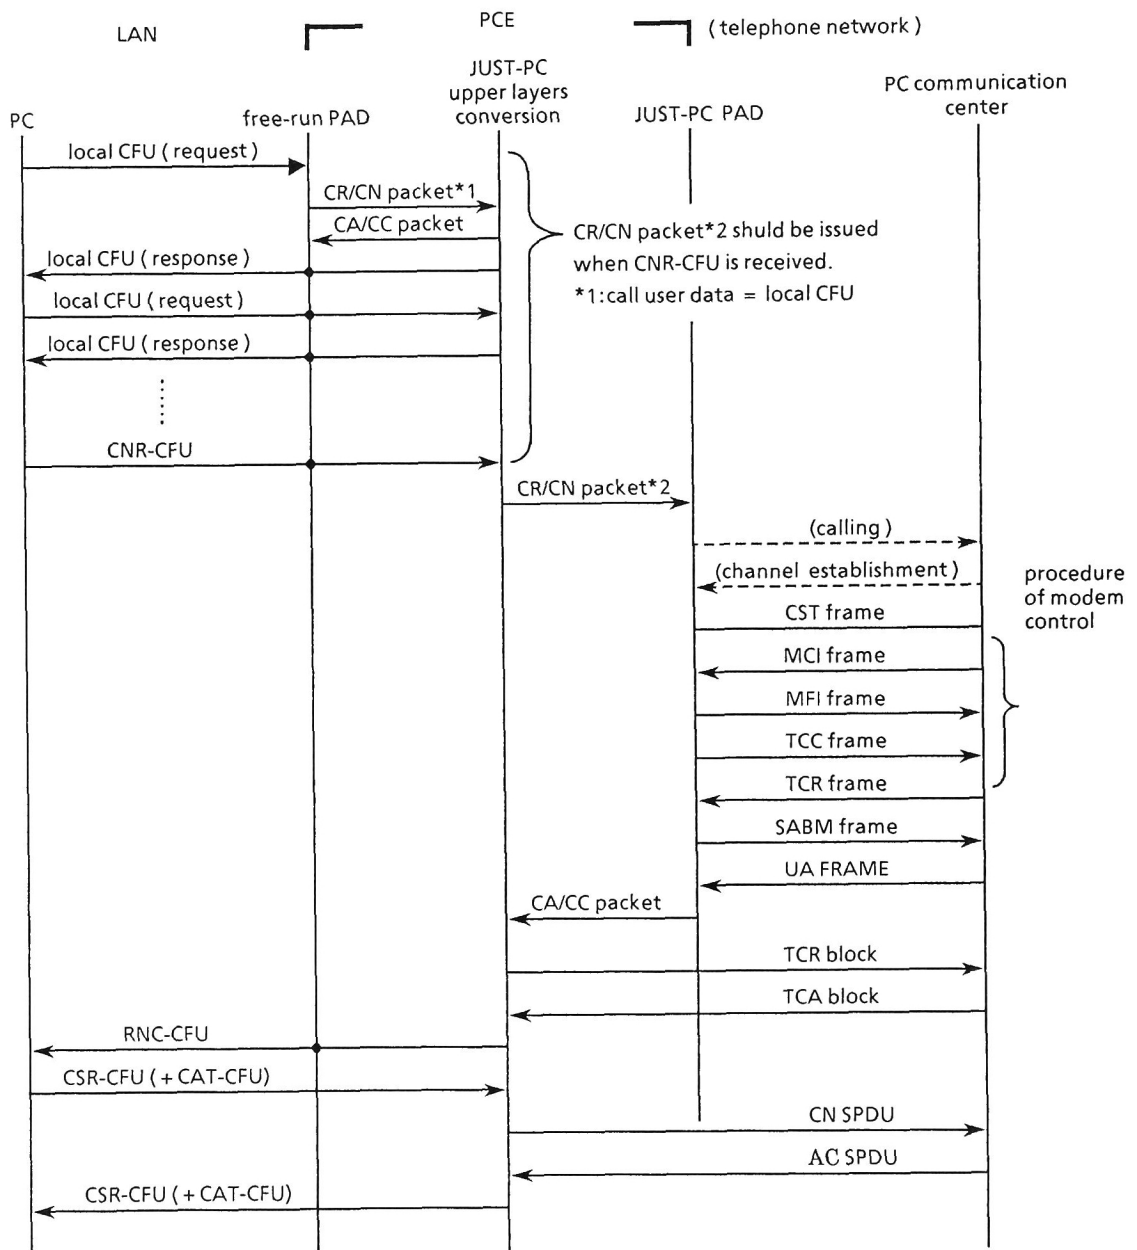 LAN
PCE
( telephone network )
JUST-PC
upper layers
conversion
PC communication
center
PC
free-run PAD
JUST-PC PAD
local CFU ( request )
CR/CN packet*1
CA/CC packet
CR/CN packet*2 shuld be issued
when CNR-CFU is received.
*1:call user data = local CFU
local CFU ( response )
local CFU ( request )
local CFU ( response )
CNR-CFU
CR/CN packet*2
(calling )
(channel establishment )
procedure
of modem
control
CST frame
MCI frame
MFI frame
TCC frame
TCR frame
SABM frame
UA FRAME
CA/CC packet
TCR block
TCA block
RNC-CFU
CSR-CFU ( + CAT-CFU)
CN SPDU
AC SPDU
CSR-CFU ( + CAT-CFU)